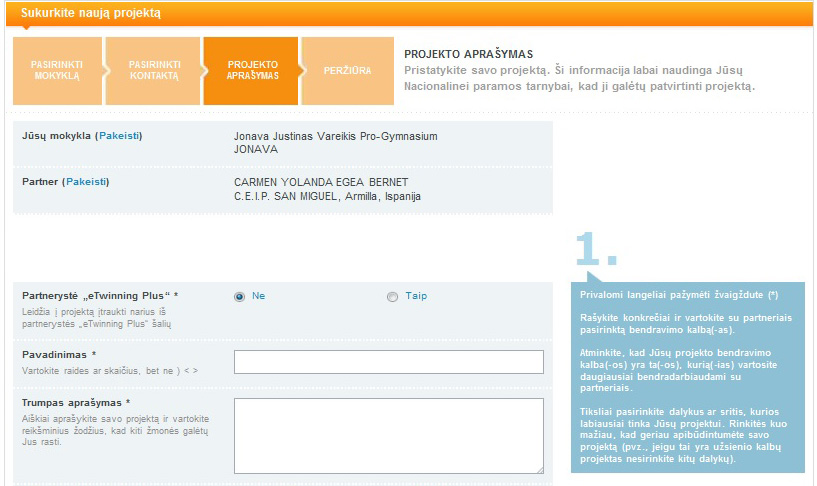 Sukurkite naują projektą
PASIRINKTI
MOKYKLĄ
PASIRINKTI
KONTAKTĄ
PROJEKTO
APRAŠYMAS
PERŽIŪRA
PROJEKTO APRAŠYMAS
Pristatykite savo projektą. Ši informacija labai naudinga Jūsų
Nacionalinei paramos tarnybai, kad ji galėtų patvirtinti projektą.
Jūsų mokykla (Pakeisti)
Jonava Justinas Vareikis Pro-Gymnasium
JONAVA
Partner (Pakeisti)
CARMEN YOLANDA EGEA BERNET
C.E.I.P. SAN MIGUEL, Armilla, Ispanija
1.
Partnerystė „eTwinning Plus“ *
Ne
Taip
Leidžia į projektą įtraukti narius iš
partnerystės „eTwinning Plus“ šalių
Pavadinimas *
Vartokite raides ar skaičius, bet ne ) < >
Trumpas aprašymas *
Aiškiai aprašykite savo projektą ir vartokite
reikšminius žodžius, kad kiti žmonės galėtų
Jus rasti.
Privalomi langeliai pažymėti žvaigždute (*)
Rašykite konkrečiai ir vartokite su partneriais
pasirinktą bendravimo kalbą(-as).
Atminkite, kad Jūsų projekto bendravimo
kalba(-os) yra ta(-os), kurią(-ias) vartosite
daugiausiai bendradarbiaudami su
partneriais.
Tiksliai pasirinkite dalykus ar sritis, kurios
labiausiai tinka Jūsų projektui. Rinkitės kuo
mažiau, kad geriau apibūdintumėte savo
projektą (pvz., jeigu tai yra užsienio kalbų
projektas nesirinkite kitų dalykų).